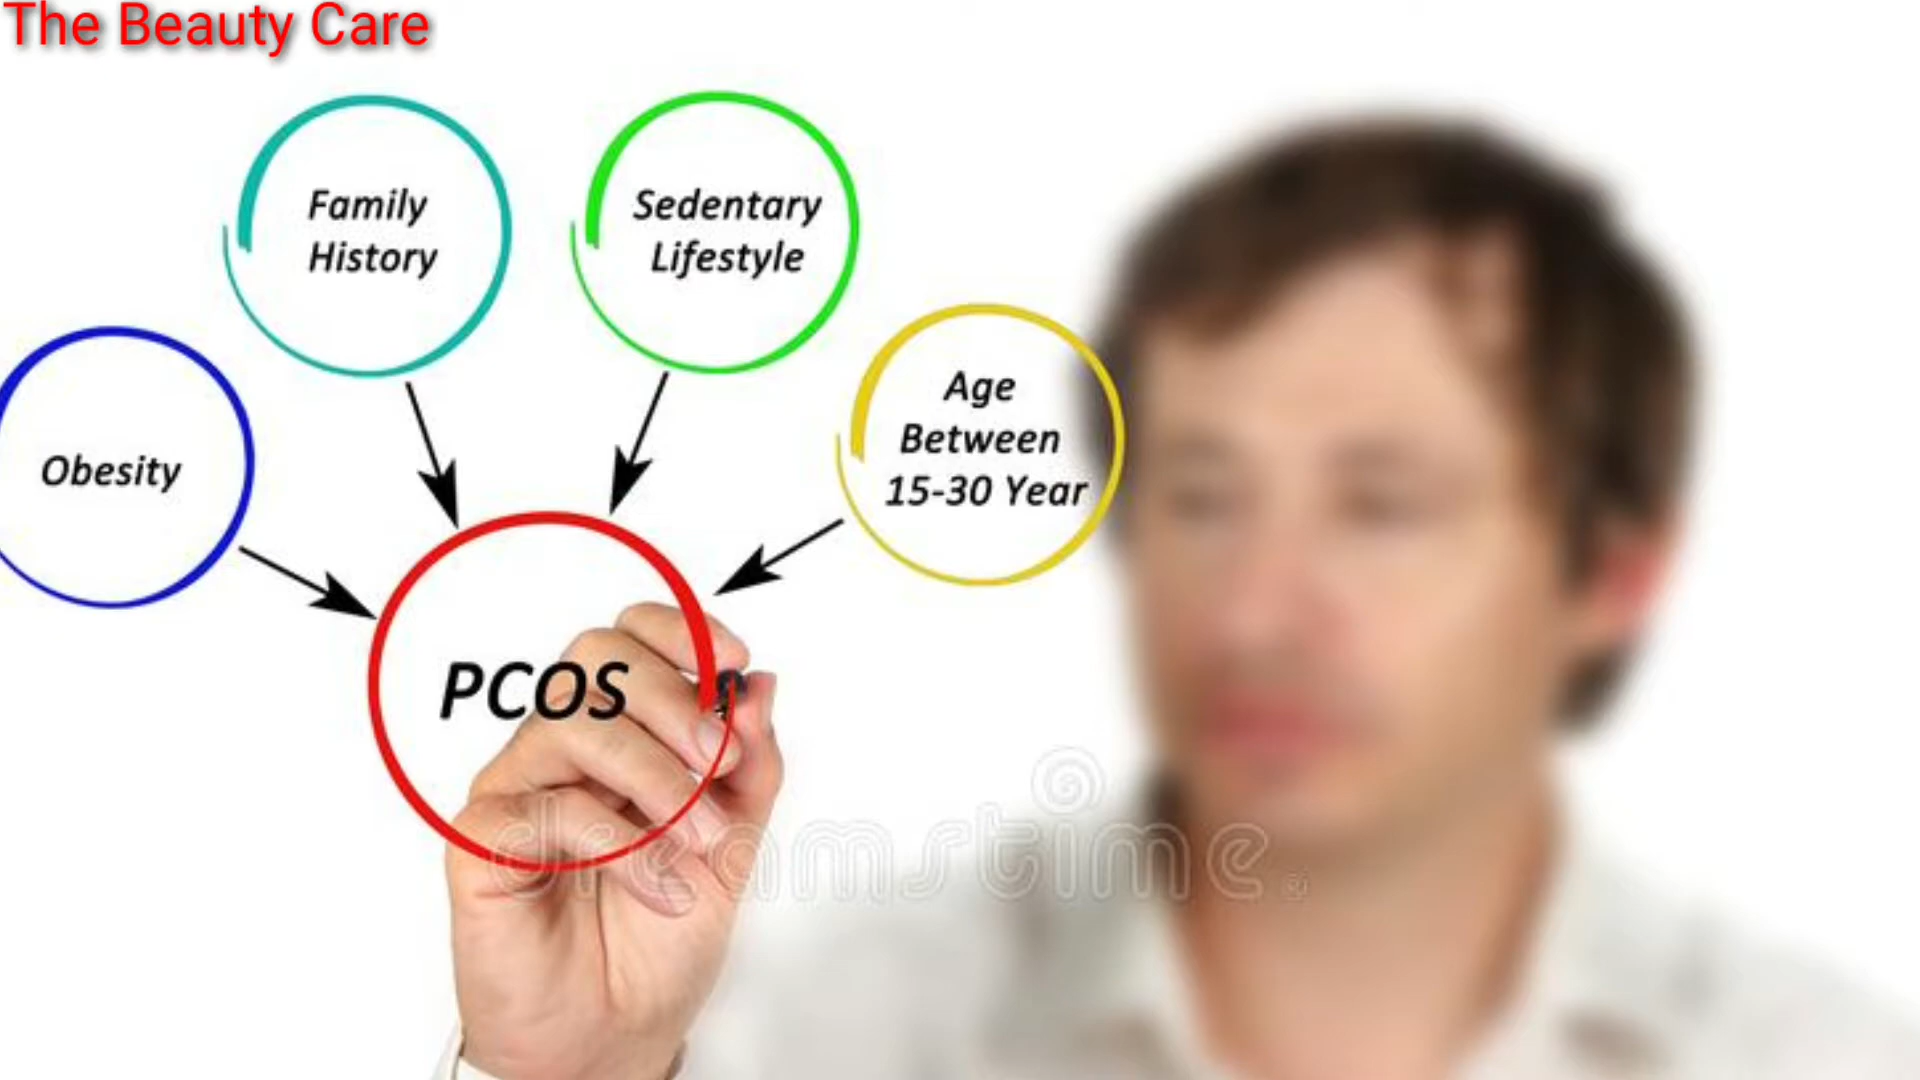 The Beauty Care
Family
History
Sedentary
Lifestyle
Obesity
Age
Between
15-30 Year
PCOS
dreamstime